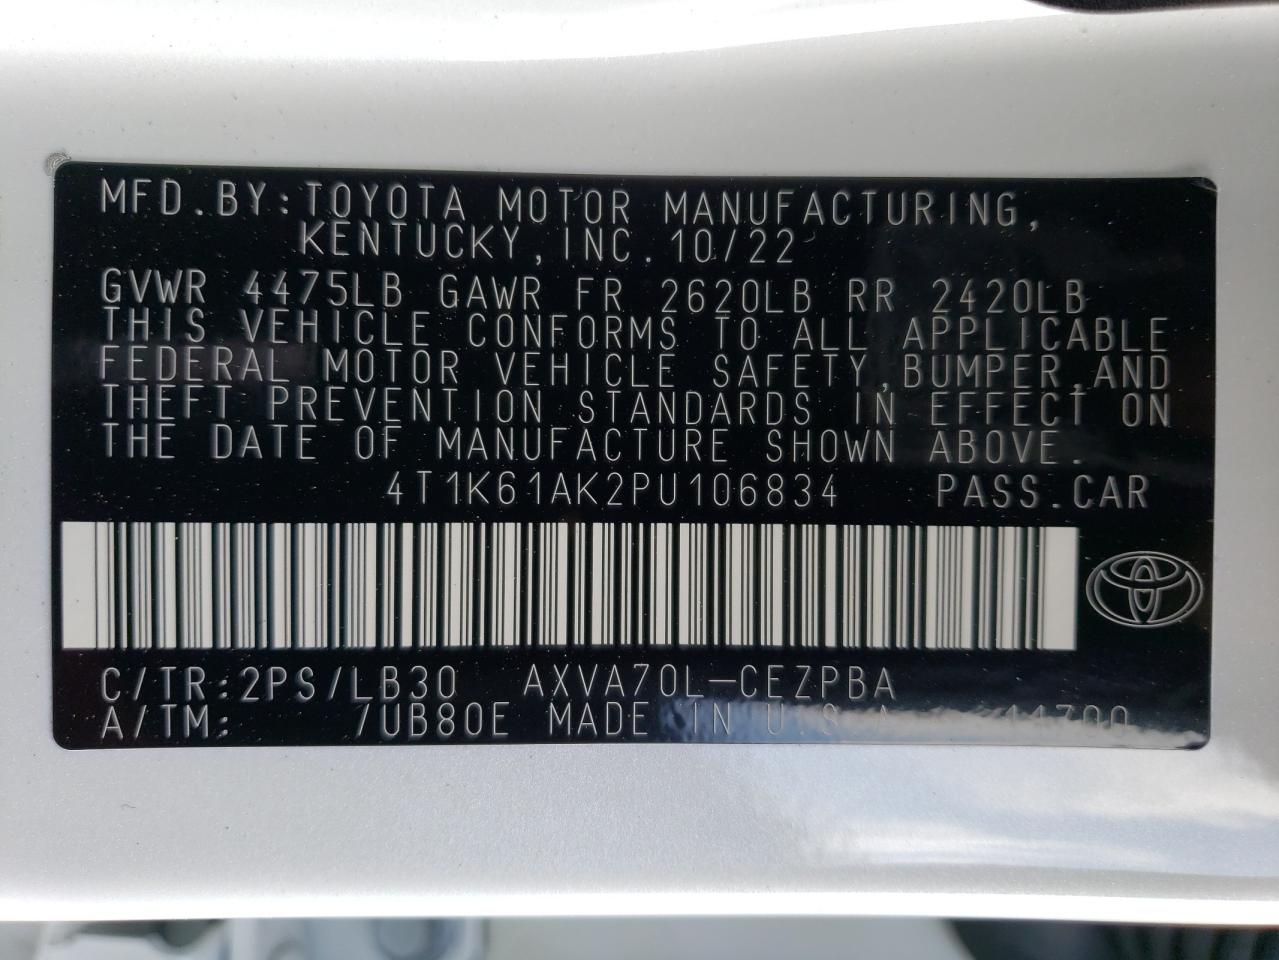 MFD.BY:TOYOTA MOTOR MANUFACTURING,
KENTUCKY,INC.10/22
GVWR 4475LB GAWR FR 2620LB RR 2420LB
THIS VEHICLE CONFORMS TO ALL APPLICABLE
FEDERAL MOTOR VEHICLE SAFETY,BUMPER,AND
THEFT PREVENTION STANDARDS IN EFFECT ON
THE DATE OF MANUFACTURE SHOWN ABOVE.
4T1K61AK2PU106834 PASS.CAR
C/TR:2PS/LB30 AXVA70L-CEZPBA
A/TM: /UB80E MADE IN U.S.A